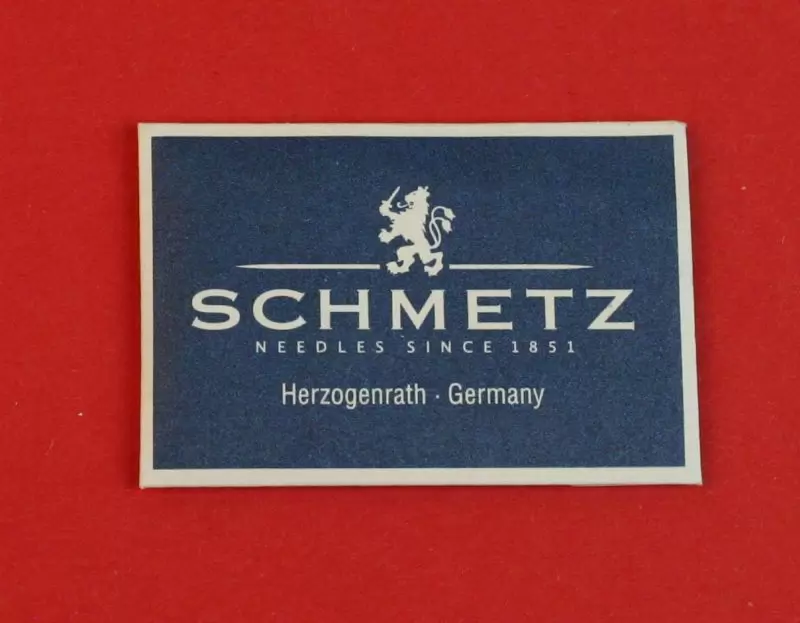 SCHMETZ
NEEDLES SINCE 1851
Herzogenrath · Germany